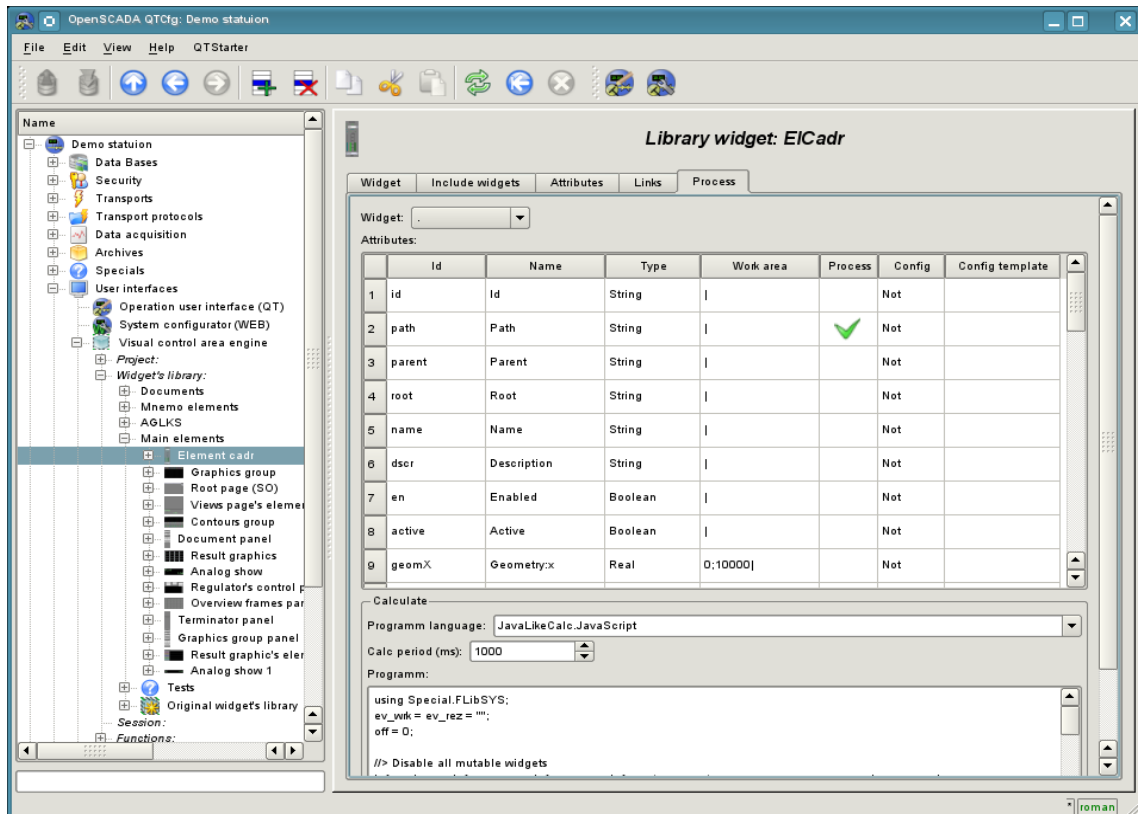 OpenSCADA QTCfg: Demo statuion
File Edit View Help QTStarter
Name
Demo statuion
Data Bases
Security
Transports
Transport protocols
Data acquisition
Archives
Specials
User interfaces
Operation user interface (QT)
System configurator (WEB)
Visual control area engine
Project:
Widget's library:
Documents
Mnemo elements
AGLKS
Main elements
Element cadr
Graphics group
Root page (SO)
Views page's elemer
Contours group
Document panel
Result graphics
Analog show
Regulator's control p
Overview frames par
Terminator panel
Graphics group panel
Result graphic's eler
Analog show 1
Tests
Original widget's library
Session:
Functions:
Library widget: ElCadr
Widget Include widgets Attributes Links Process
Widget: .
Attributes:
Id Name Type Work area Process Config Config template
1 id Id String | Not
2 path Path String | Not
3 parent Parent String | Not
4 root Root String | Not
5 name Name String | Not
6 dscr Description String | Not
7 en Enabled Boolean | Not
8 active Active Boolean | Not
9 geomX Geometry:x Real 0;10000| Not
Calculate
Programm language: JavaLikeCalc.JavaScript
Calc period (ms): 1000
Programm:
using Special.FLibSYS;
ev_wrk = ev_rez = "";
off = 0;
//> Disable all mutable widgets
* roman